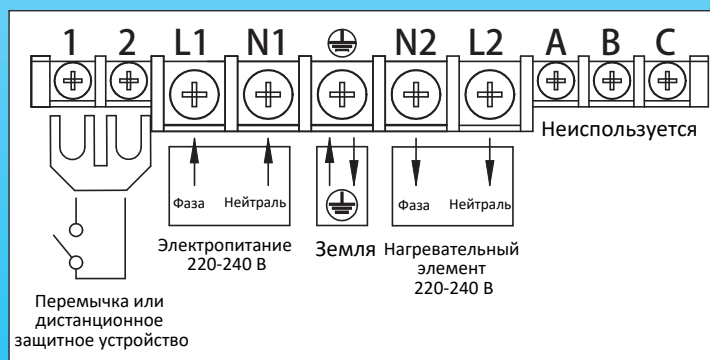 1 2 L1 N1 N2 L2 A B C
Неиспользуется
Фаза Нейтраль
Фаза Нейтраль
Электропитание
220-240 В
Земля
Нагревательный
элемент
220-240 В
Перемычка или
дистанционное
защитное устройство